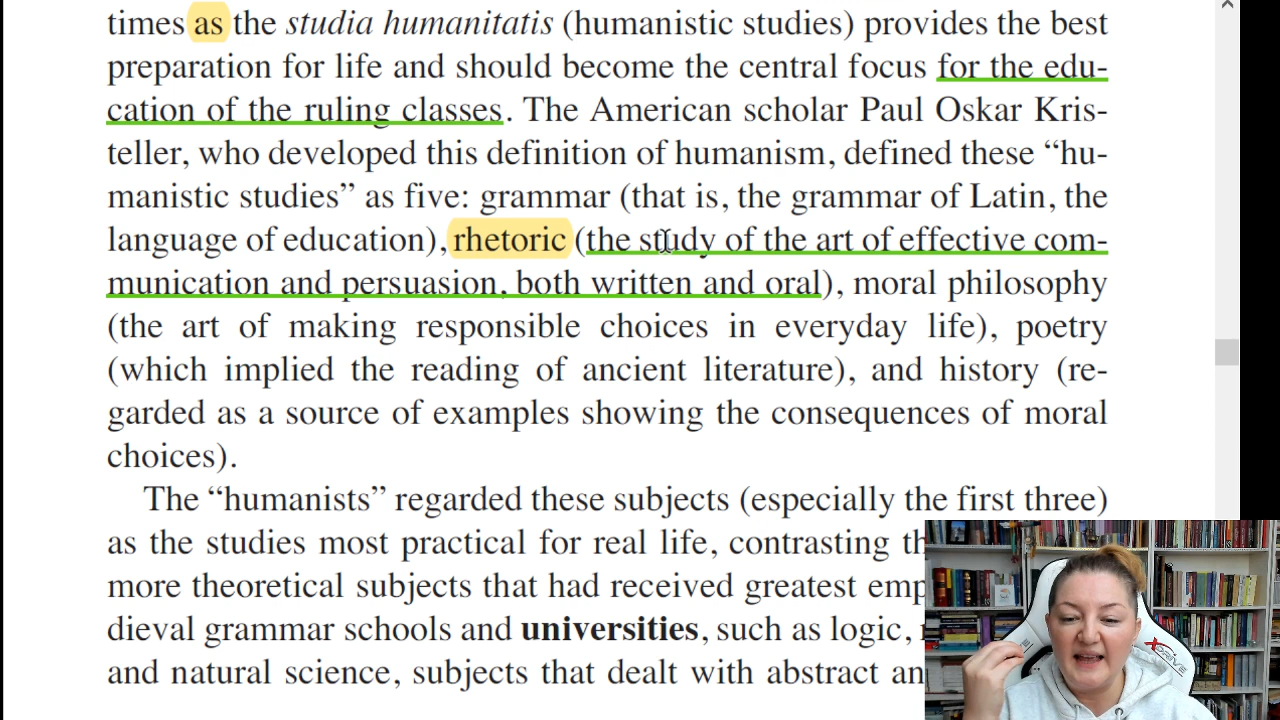 times as the studia humanitatis (humanistic studies) provides the best
preparation for life and should become the central focus for the edu-
cation of the ruling classes. The American scholar Paul Oskar Kris-
teller, who developed this definition of humanism, defined these “hu-
manistic studies” as five: grammar (that is, the grammar of Latin, the
language of education), rhetoric (the study of the art of effective com-
munication and persuasion, both written and oral), moral philosophy
(the art of making responsible choices in everyday life), poetry
(which implied the reading of ancient literature), and history (re-
garded as a source of examples showing the consequences of moral
choices).
The “humanists” regarded these subjects (especially the first three)
as the studies most practical for real life, contrasting
more theoretical subjects that had received greatest
dieval grammar schools and universities, such as logic,
and natural science, subjects that dealt with abstract
XDRIVE